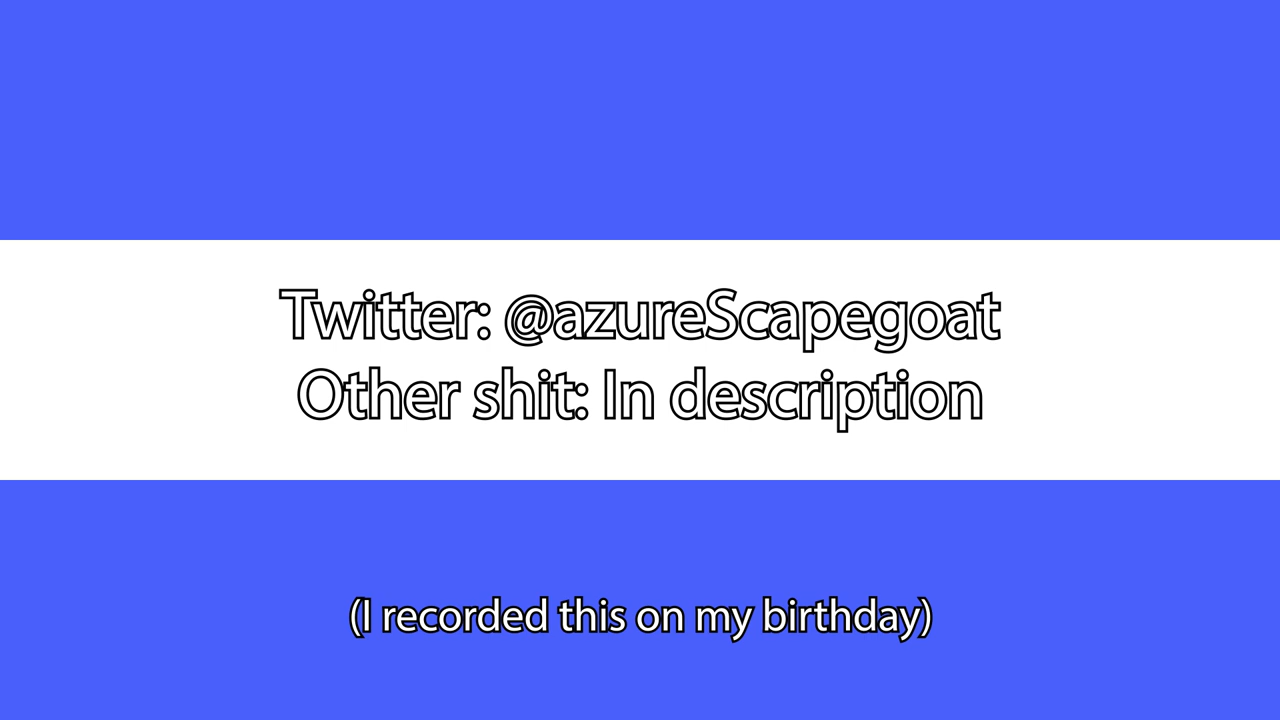 Twitter: @azureScapegoat
Other shit: In description
(I recorded this on my birthday)